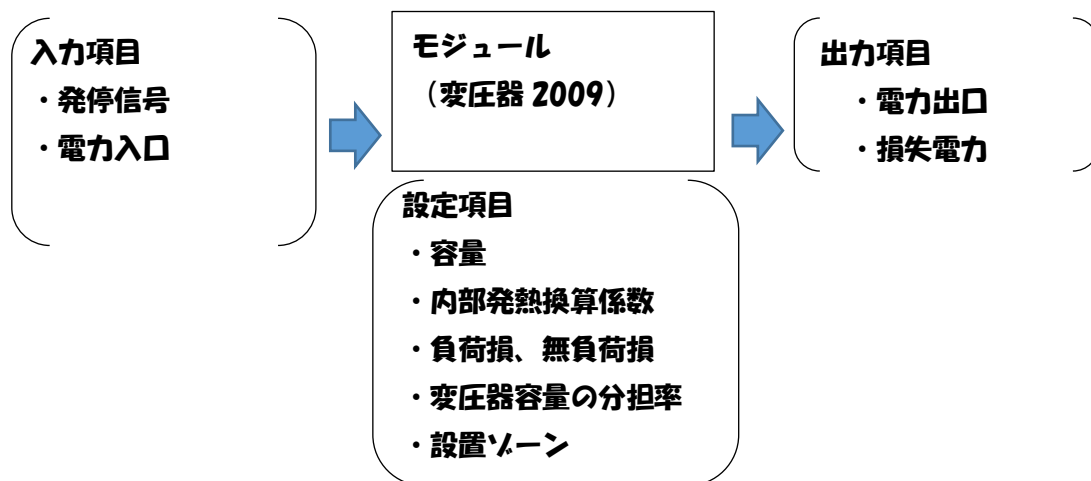 入力項目
・発停信号
・電力入口
モジュール
（変圧器 2009）
設定項目
・容量
・内部発熱換算係数
・負荷損、無負荷損
・変圧器容量の分担率
・設置ゾーン
出力項目
・電力出口
・損失電力